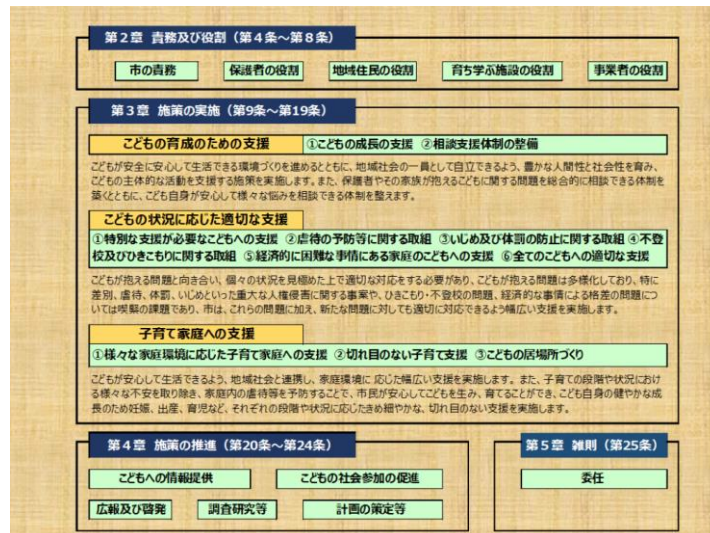 第2章 責務及び役割（第4条～第8条）
市の責務 保護者の役割 地域住民の役割 育ち学ぶ施設の役割 事業者の役割
第3章 施策の実施（第9条～第19条）
こどもの育成のための支援 ①こどもの成長の支援 ②相談支援体制の整備
こどもが安全に安心して生活できる環境づくりを進めるとともに、地域社会の一員として自立できるよう、豊かな人間性と社会性を育み、
こどもの主体的な活動を支援する施策を実施します。また、保護者やその家族が抱えるこどもに関する問題を総合的に相談できる体制を
築くとともに、こども自身が安心して様々な悩みを相談できる体制を整えます。
こどもの状況に応じた適切な支援
①特別な支援が必要なこどもへの支援 ②虐待の予防等に関する取組 ③いじめ及び体罰の防止に関する取組 ④不登
校及びひきこもりに関する取組 ⑤経済的に困難な事情にある家庭のこどもへの支援 ⑥全てのこどもへの適切な支援
こどもが抱える問題と向き合い、個々の状況を見極めた上で適切な対応をする必要があり、こどもが抱える問題は多様化しており、特に
差別、虐待、体罰、いじめといった重大な人権侵害に関する事案や、ひきこもり・不登校の問題、経済的な事情による格差の問題につ
いては喫緊の課題であり、市は、これらの問題に加え、新たな問題に対しても適切に対応できるよう幅広い支援を実施します。
子育て家庭への支援
①様々な家庭環境に応じた子育て家庭への支援 ②切れ目のない子育て支援 ③こどもの居場所づくり
こどもが安心して生活できるよう、地域社会と連携し、家庭環境に応じた幅広い支援を実施します。また、子育ての段階や状況におけ
る様々な不安を取り除き、家庭内の虐待等を予防することで、市民が安心してこどもを生み、育てることができ、こども自身の健やかな成
長のため妊娠、出産、育児など、それぞれの段階や状況に応じたきめ細やかな、切れ目のない支援を実施します。
第4章 施策の推進（第20条～第24条）
こどもへの情報提供 こどもの社会参加の促進
広報及び啓発 調査研究等 計画の策定等
第5章 雑則（第25条）
委任